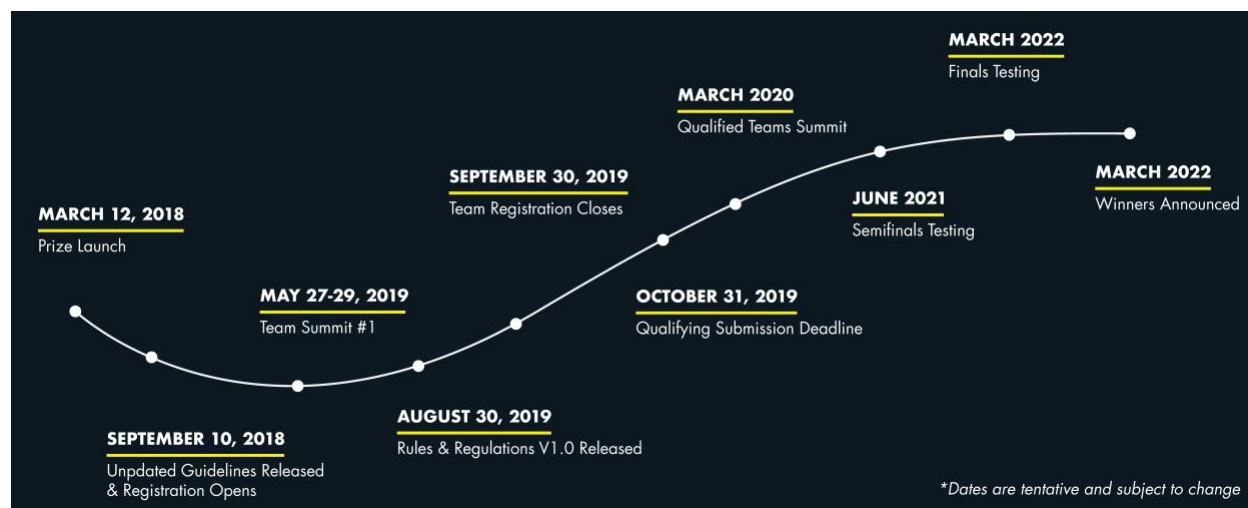 MARCH 12, 2018
Prize Launch
SEPTEMBER 10, 2018
Unpdated Guidelines Released
& Registration Opens
MAY 27-29, 2019
Team Summit #1
AUGUST 30, 2019
Rules & Regulations V1.0 Released
SEPTEMBER 30, 2019
Team Registration Closes
OCTOBER 31, 2019
Qualifying Submission Deadline
MARCH 2020
Qualified Teams Summit
JUNE 2021
Semifinals Testing
MARCH 2022
Finals Testing
MARCH 2022
Winners Announced
*Dates are tentative and subject to change